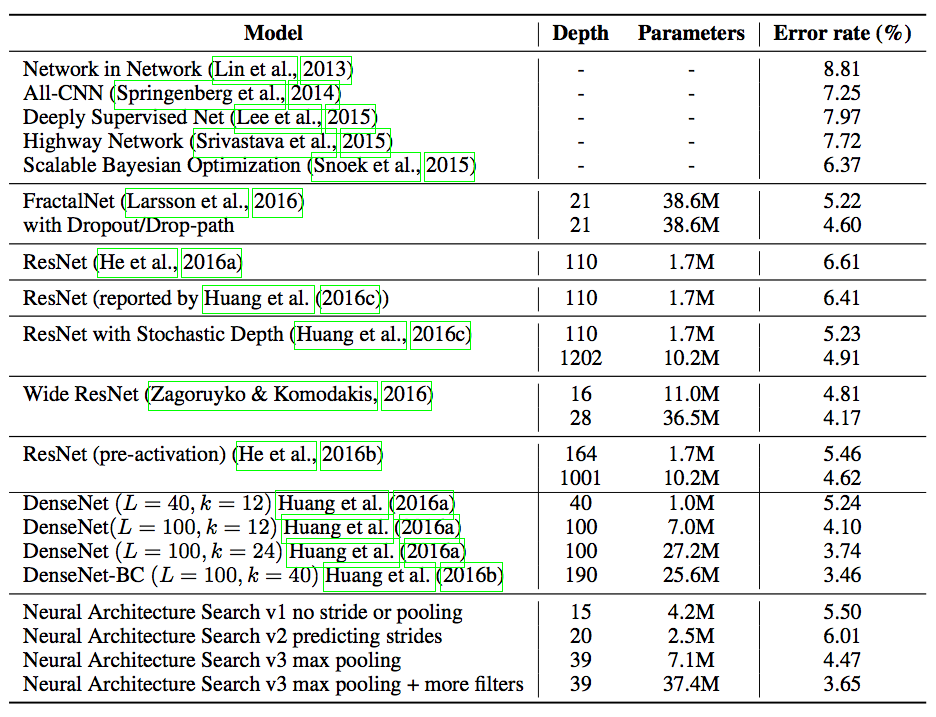 Model Depth Parameters Error rate (%)
Network in Network (Lin et al., 2013) - - 8.81
All-CNN (Springenberg et al., 2014) - - 7.25
Deeply Supervised Net (Lee et al., 2015) - - 7.97
Highway Network (Srivastava et al., 2015) - - 7.72
Scalable Bayesian Optimization (Snoek et al., 2015) - - 6.37
FractalNet (Larsson et al., 2016) 21 38.6M 5.22
with Dropout/Drop-path 21 38.6M 4.60
ResNet (He et al., 2016a) 110 1.7M 6.61
ResNet (reported by Huang et al. (2016c)) 110 1.7M 6.41
ResNet with Stochastic Depth (Huang et al., 2016c) 110 1.7M 5.23
1202 10.2M 4.91
Wide ResNet (Zagoruyko & Komodakis, 2016) 16 11.0M 4.81
28 36.5M 4.17
ResNet (pre-activation) (He et al., 2016b) 164 1.7M 5.46
1001 10.2M 4.62
DenseNet (L = 40, k = 12) Huang et al. (2016a) 40 1.0M 5.24
DenseNet(L = 100, k = 12) Huang et al. (2016a) 100 7.0M 4.10
DenseNet (L = 100, k = 24) Huang et al. (2016a) 100 27.2M 3.74
DenseNet-BC (L = 100, k = 40) Huang et al. (2016b) 190 25.6M 3.46
Neural Architecture Search v1 no stride or pooling 15 4.2M 5.50
Neural Architecture Search v2 predicting strides 20 2.5M 6.01
Neural Architecture Search v3 max pooling 39 7.1M 4.47
Neural Architecture Search v3 max pooling + more filters 39 37.4M 3.65